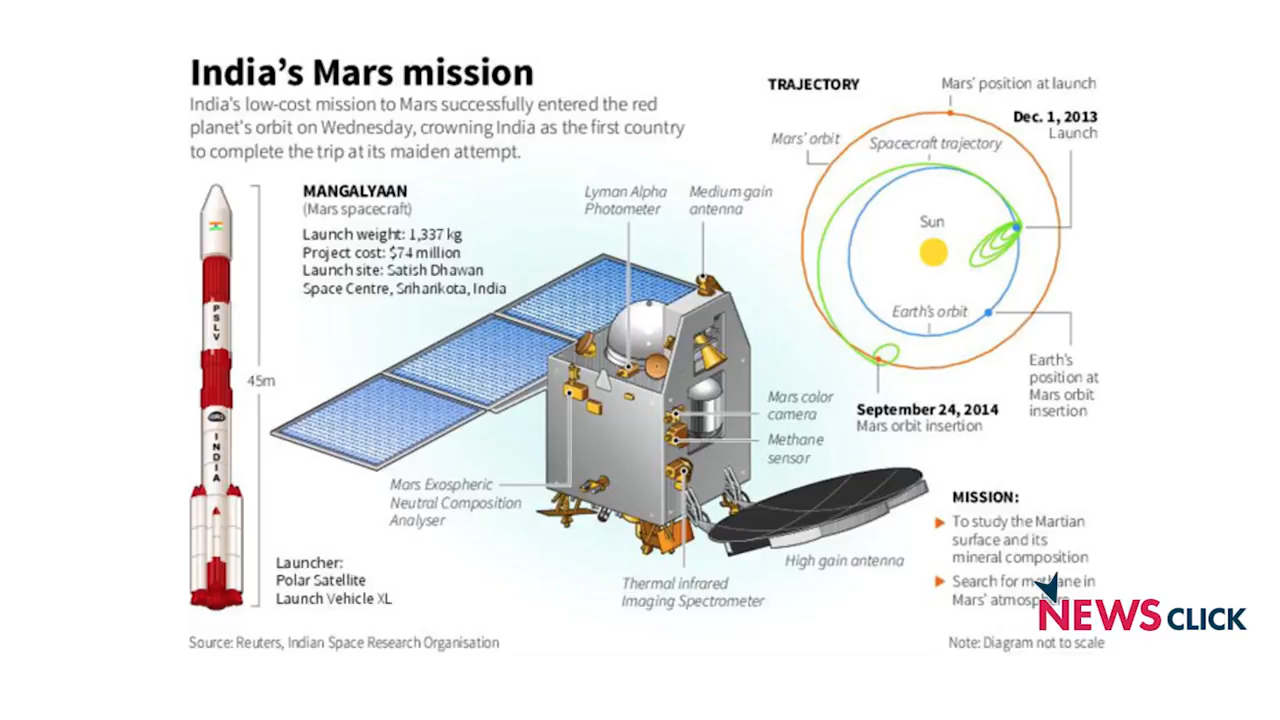 India's Mars mission
India's low-cost mission to Mars successfully entered the red
planet's orbit on Wednesday, crowning India as the first country
to complete the trip at its maiden attempt.
MANGALYAAN
(Mars spacecraft)
Launch weight: 1,337 kg
Project cost: $74 million
Launch site: Satish Dhawan
Space Centre, Sriharikota, India
PSLV
ISRO
INDIA
45m
Launcher:
Polar Satellite
Launch Vehicle XL
Lyman Alpha
Photometer
Medium gain
antenna
Mars color
camera
Methane
sensor
Mars Exospheric
Neutral Composition
Analyser
Thermal infrared
Imaging Spectrometer
High gain antenna
TRAJECTORY
Mars' position at launch
Dec. 1, 2013
Launch
Mars' orbit
Spacecraft trajectory
Sun
Earth's orbit
Earth's
position at
Mars orbit
insertion
September 24, 2014
Mars orbit insertion
MISSION:
To study the Martian
surface and its
mineral composition
Search for methane in
Mars' atmosphere
NEWSCLICK
Source: Reuters, Indian Space Research Organisation
Note: Diagram not to scale